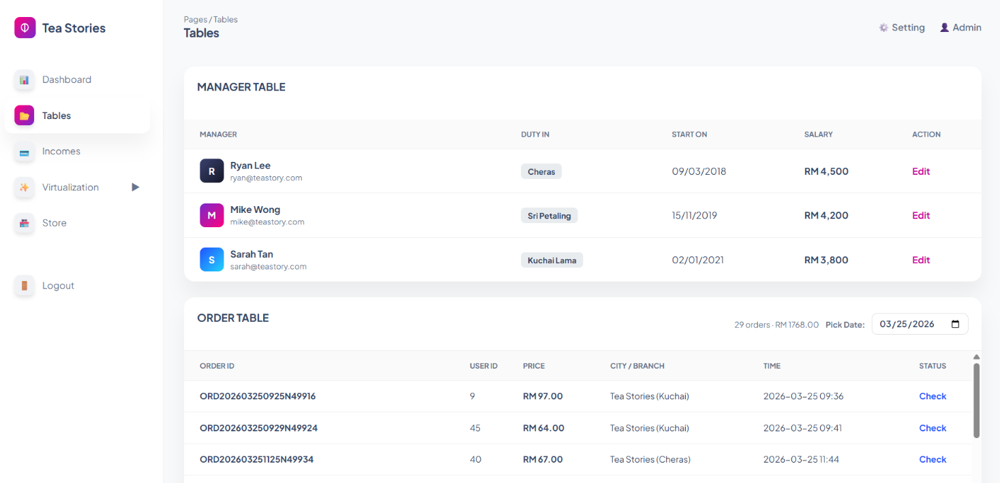 Tea Stories
Dashboard
Tables
Incomes
Virtualization
Store
Logout
Pages / Tables
Tables
Setting
Admin
MANAGER TABLE
MANAGER DUTY IN START ON SALARY ACTION
R Ryan Lee
ryan@teastory.com
Cheras 09/03/2018 RM 4,500 Edit
M Mike Wong
mike@teastory.com
Sri Petaling 15/11/2019 RM 4,200 Edit
S Sarah Tan
sarah@teastory.com
Kuchai Lama 02/01/2021 RM 3,800 Edit
ORDER TABLE
29 orders · RM 1768.00 Pick Date: 03/25/2026
ORDER ID USER ID PRICE CITY / BRANCH TIME STATUS
ORD202603250925N49916 9 RM 97.00 Tea Stories (Kuchai) 2026-03-25 09:36 Check
ORD202603250929N49924 45 RM 64.00 Tea Stories (Kuchai) 2026-03-25 09:41 Check
ORD202603251125N49934 40 RM 67.00 Tea Stories (Cheras) 2026-03-25 11:44 Check